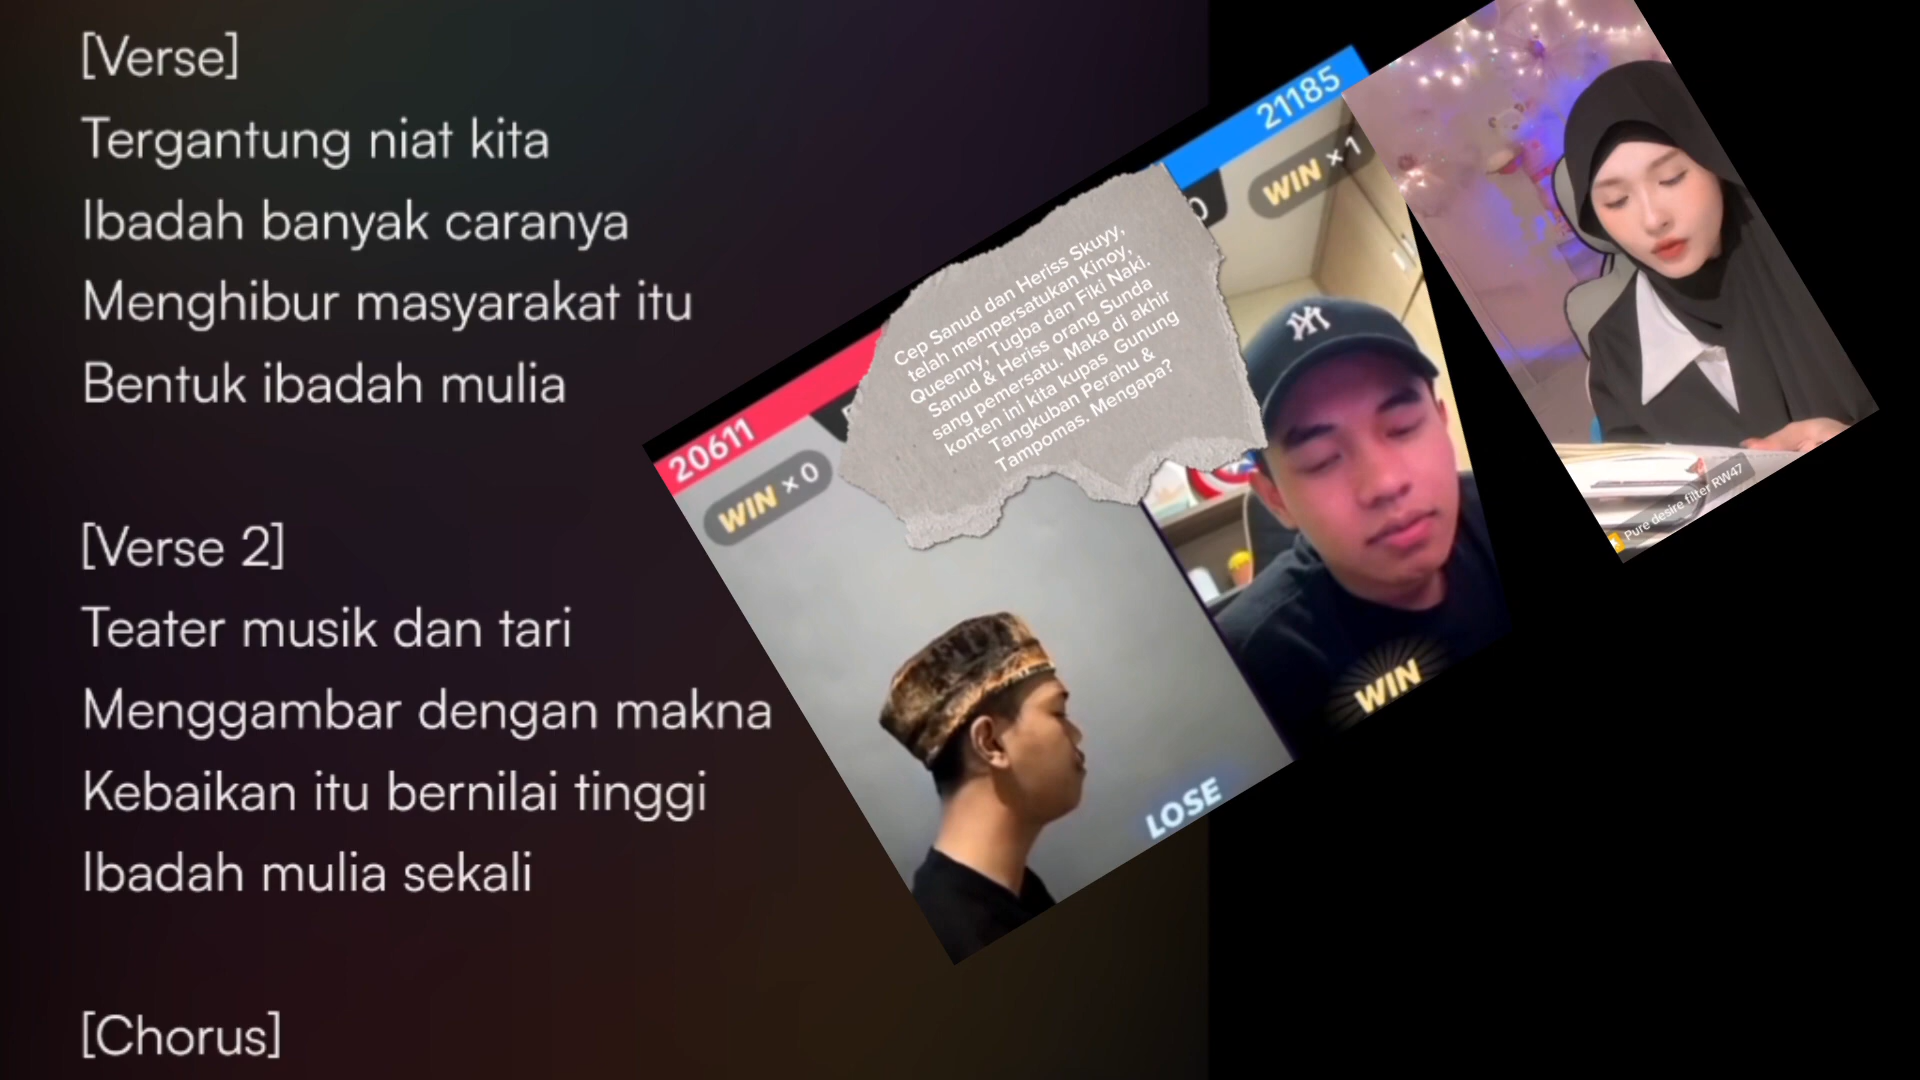 [Verse]
Tergantung niat kita
Ibadah banyak caranya
Menghibur masyarakat itu
Bentuk ibadah mulia
[Verse 2]
Teater musik dan tari
Menggambar dengan makna
Kebaikan itu bernilai tinggi
Ibadah mulia sekali
[Chorus]
20611
21185
WIN × 0
WIN × 1
Cep Sanud dan Heriss Skuyy,
telah mempersatukan Kinoy,
Queenny, Tugba dan Fiki Naki.
Sanud & Heriss orang Sunda
sang pemersatu. Maka di akhir
konten ini kita kupas Gunung
Tangkuban Perahu &
Tampomas. Mengapa?
LOSE
WIN
Pure desire filter RW47